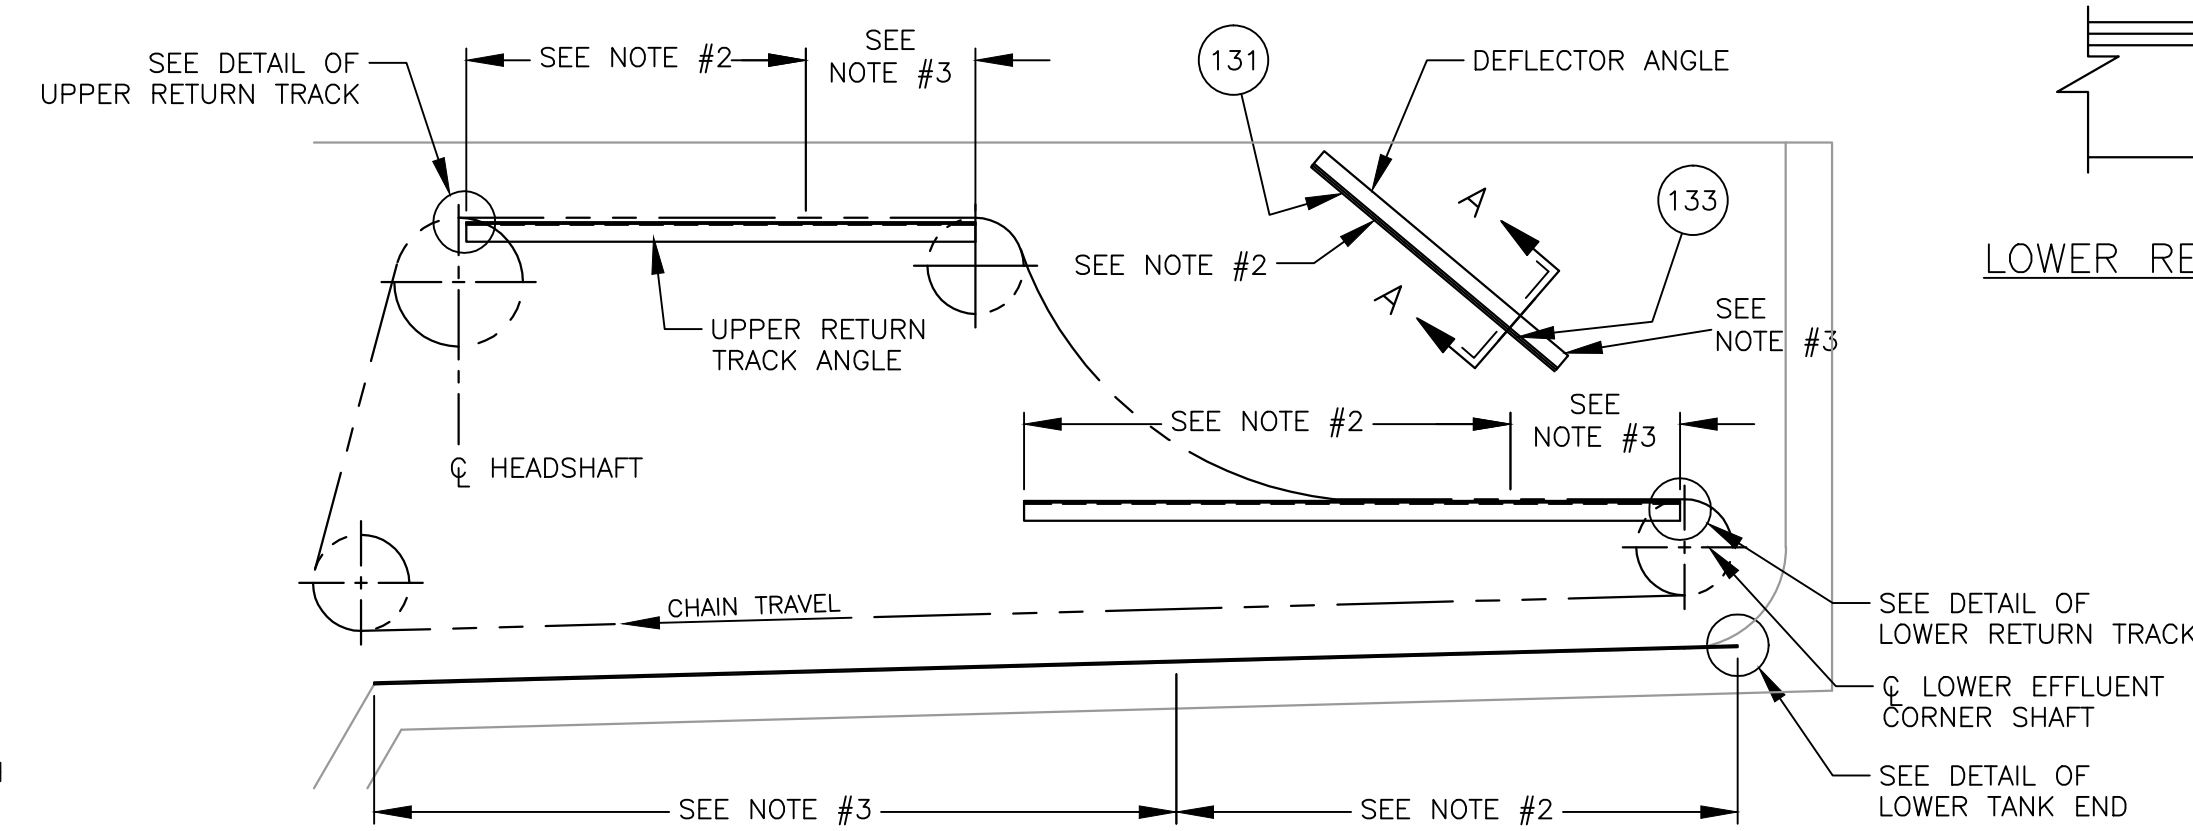 SEE DETAIL OF
UPPER RETURN TRACK
SEE NOTE #2
SEE
NOTE #3
131
DEFLECTOR ANGLE
133
A
A
SEE NOTE #2
SEE
NOTE #3
LOWER RE
UPPER RETURN
TRACK ANGLE
℄ HEADSHAFT
SEE NOTE #2
SEE
NOTE #3
CHAIN TRAVEL
SEE DETAIL OF
LOWER RETURN TRACK
℄ LOWER EFFLUENT
CORNER SHAFT
SEE DETAIL OF
LOWER TANK END
SEE NOTE #3
SEE NOTE #2